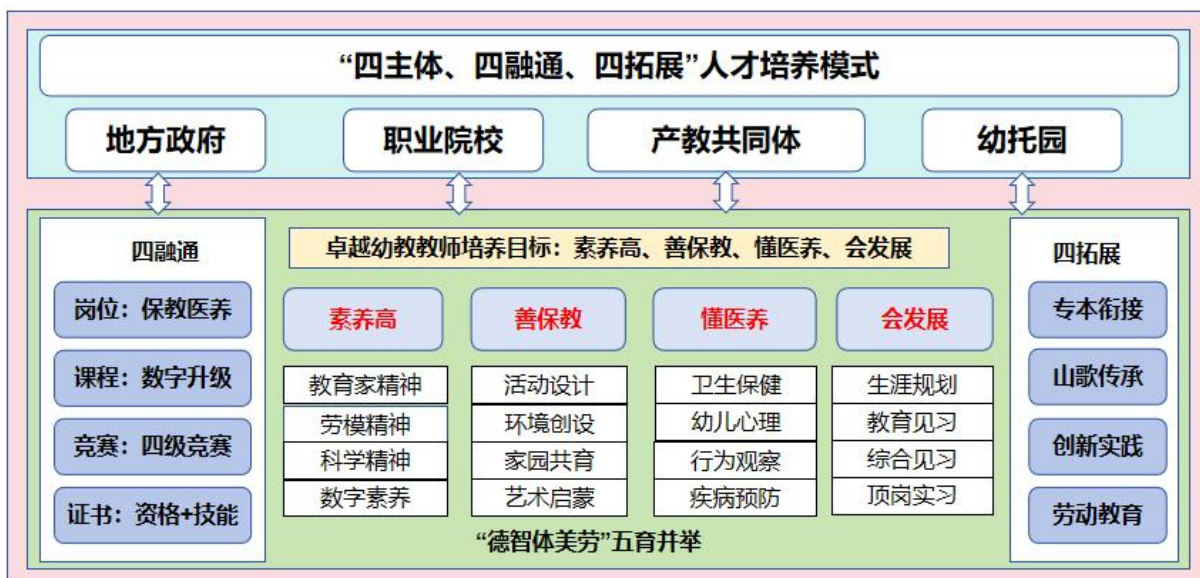 “四主体、四融通、四拓展”人才培养模式
地方政府
职业院校
产教共同体
幼托园
四融通
岗位：保教医养
课程：数字升级
竞赛：四级竞赛
证书：资格+技能
卓越幼教教师培养目标：素养高、善保教、懂医养、会发展
素养高
教育家精神
劳模精神
科学精神
数字素养
善保教
活动设计
环境创设
家园共育
艺术启蒙
懂医养
卫生保健
幼儿心理
行为观察
疾病预防
会发展
生涯规划
教育见习
综合见习
顶岗实习
“德智体美劳”五育并举
四拓展
专本衔接
山歌传承
创新实践
劳动教育